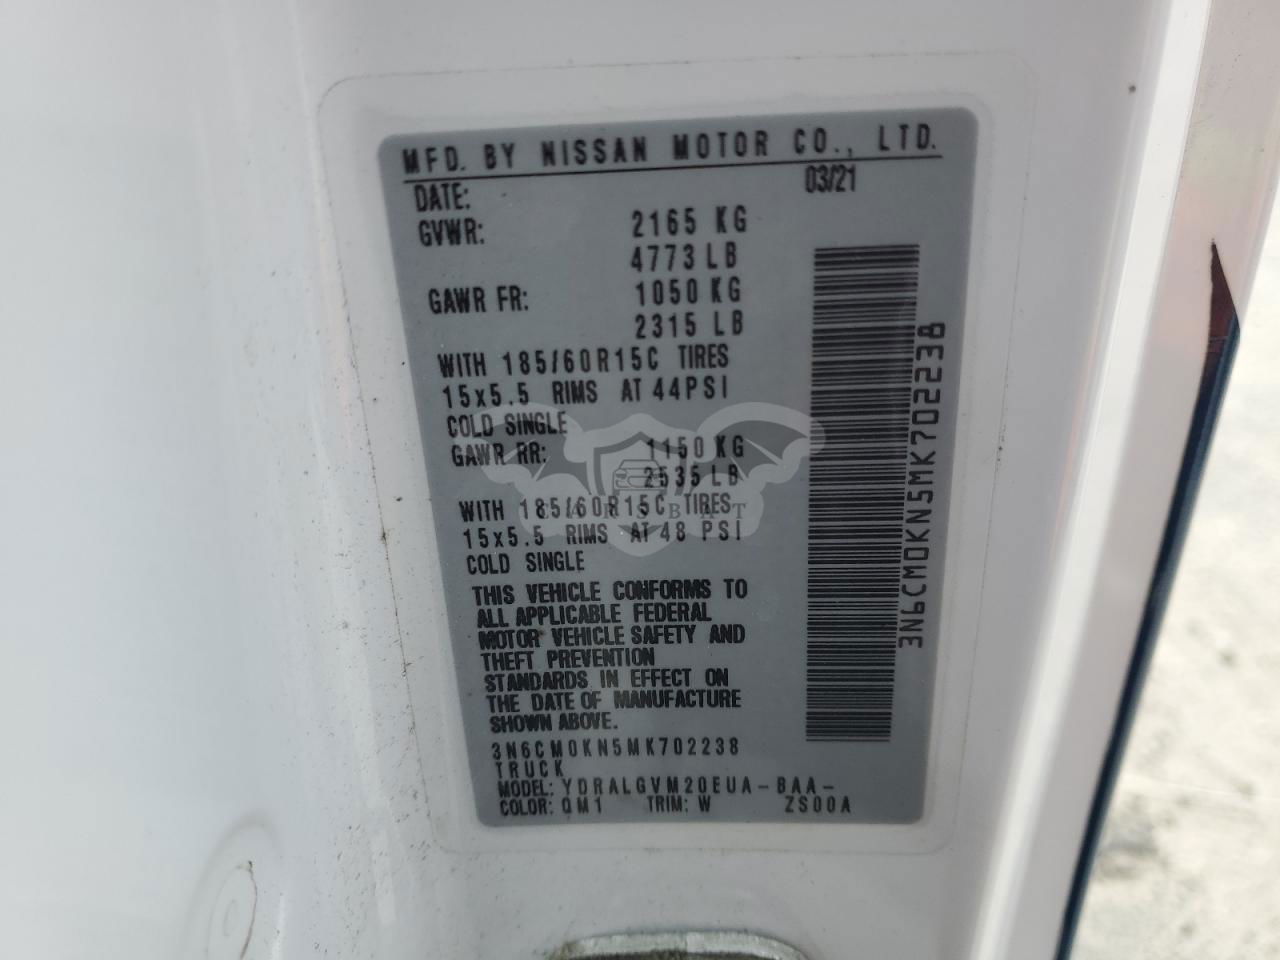 MFD. BY NISSAN MOTOR CO., LTD.
DATE: 03/21
GVWR: 2165 KG
4773 LB
GAWR FR: 1050 KG
2315 LB
WITH 185/60R15C TIRES
15x5.5 RIMS AT 44PSI
COLD SINGLE
GAWR RR: 1150 KG
2535 LB
WITH 185/60R15C TIRES
15x5.5 RIMS AT 48 PSI
COLD SINGLE
THIS VEHICLE CONFORMS TO
ALL APPLICABLE FEDERAL
MOTOR VEHICLE SAFETY AND
THEFT PREVENTION
STANDARDS IN EFFECT ON
THE DATE OF MANUFACTURE
SHOWN ABOVE.
3N6CM0KN5MK702238
TRUCK
MODEL: YDRALGVM20EUA-BAA-
COLOR: QM1 TRIM: W ZS00A
3N6CM0KN5MK702238
CARSBAT